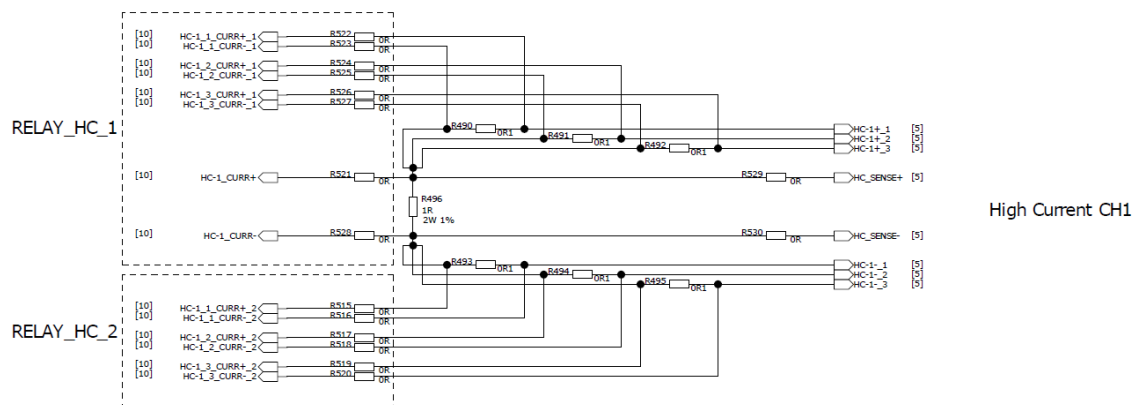 [10] HC-1_1_CURR+_1 R522 0R
[10] HC-1_1_CURR-_1 R523 0R
[10] HC-1_2_CURR+_1 R524 0R
[10] HC-1_2_CURR-_1 R525 0R
[10] HC-1_3_CURR+_1 R526 0R
[10] HC-1_3_CURR-_1 R527 0R
RELAY_HC_1
R490 0R1 HC-1+_1 [5]
R491 0R1 HC-1+_2 [5]
R492 0R1 HC-1+_3 [5]
[10] HC-1_CURR+ R521 0R R529 0R HC_SENSE+ [5]
R496
1R
2W 1%
High Current CH1
[10] HC-1_CURR- R528 0R R530 0R HC_SENSE- [5]
R493 0R1 HC-1-_1 [5]
R494 0R1 HC-1-_2 [5]
R495 0R1 HC-1-_3 [5]
[10] HC-1_1_CURR+_2 R515 0R
[10] HC-1_1_CURR-_2 R516 0R
RELAY_HC_2
[10] HC-1_2_CURR+_2 R517 0R
[10] HC-1_2_CURR-_2 R518 0R
[10] HC-1_3_CURR+_2 R519 0R
[10] HC-1_3_CURR-_2 R520 0R